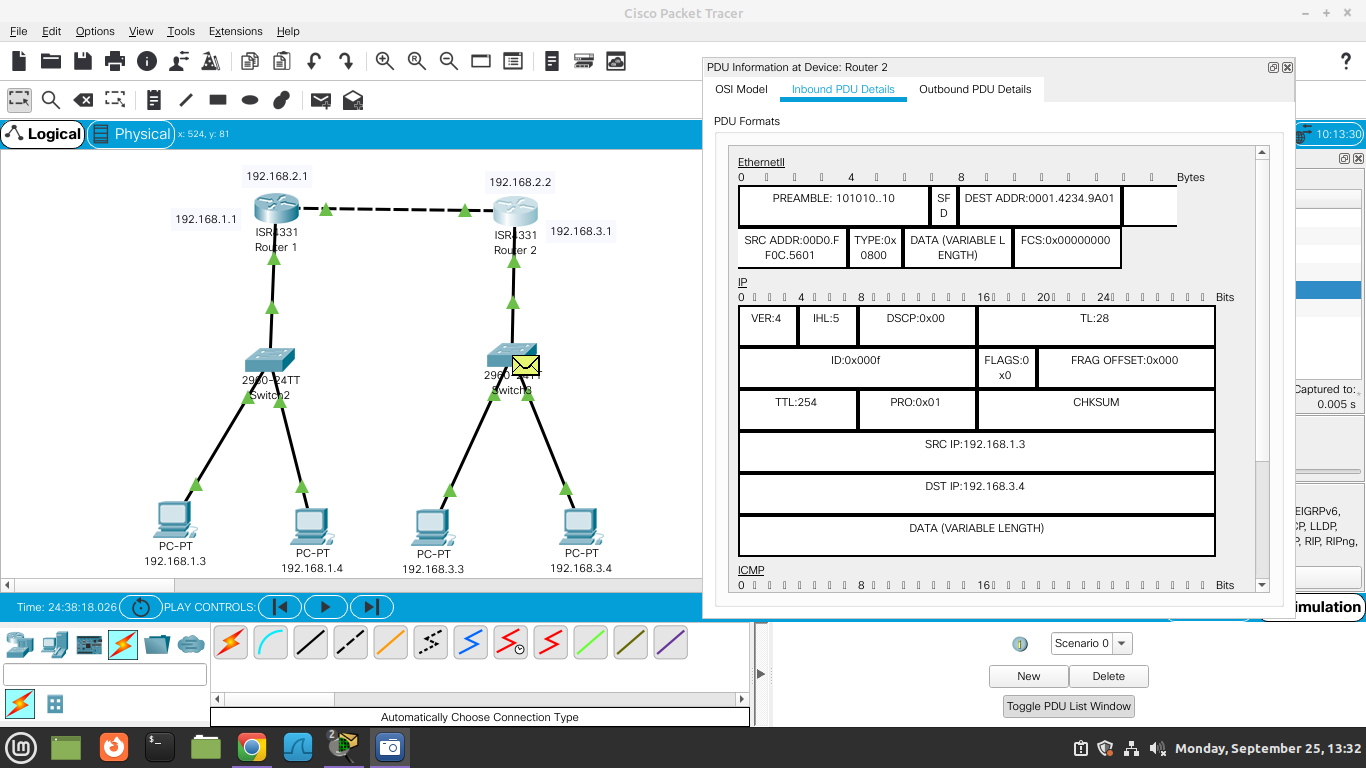 Cisco Packet Tracer
File Edit Options View Tools Extensions Help
PDU Information at Device: Router 2
OSI Model Inbound PDU Details Outbound PDU Details
PDU Formats
Logical Physical x: 524, y: 81
10:13:30
EthernetII
0 4 8 Bytes
PREAMBLE: 101010..10
SF
D
DEST ADDR:0001.4234.9A01
SRC ADDR:00D0.F
F0C.5601
TYPE:0x
0800
DATA (VARIABLE L
ENGTH)
FCS:0x00000000
IP
0 4 8 16 20 24 Bits
VER:4 IHL:5 DSCP:0x00 TL:28
ID:0x000f
FLAGS:0
x0
FRAG OFFSET:0x000
TTL:254 PRO:0x01 CHKSUM
SRC IP:192.168.1.3
DST IP:192.168.3.4
DATA (VARIABLE LENGTH)
ICMP
0 8 16 Bits
192.168.2.1
192.168.2.2
192.168.1.1
192.168.3.1
ISR4331
Router 1
ISR4331
Router 2
2960-24TT
Switch2
Switch3
PC-PT
192.168.1.3
PC-PT
192.168.1.4
PC-PT
192.168.3.3
PC-PT
192.168.3.4
Captured to:
0.005 s
EIGRPv6,
CP, LLDP,
P, RIP, RIPng,
Time: 24:38:18.026 PLAY CONTROLS:
imulation
Scenario 0
New Delete
Toggle PDU List Window
Automatically Choose Connection Type
2
Monday, September 25, 13:32